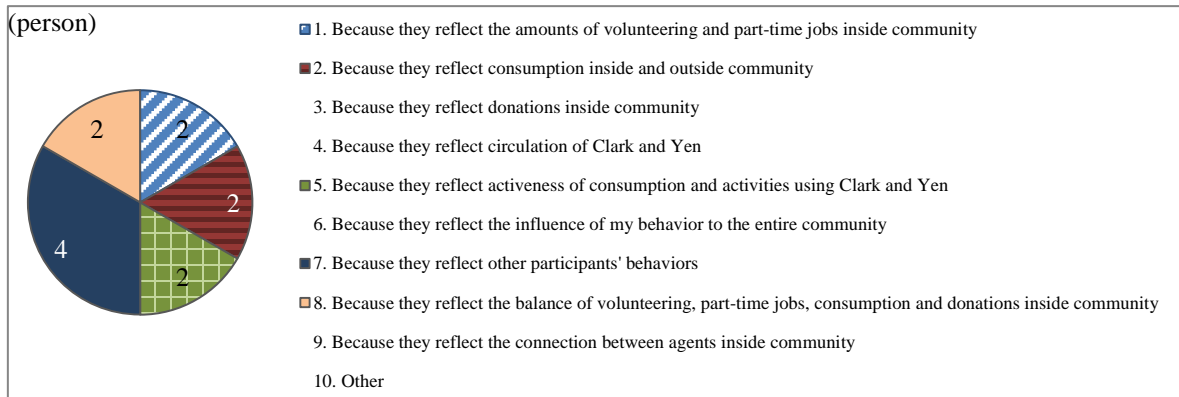 (person)
1. Because they reflect the amounts of volunteering and part-time jobs inside community
2. Because they reflect consumption inside and outside community
3. Because they reflect donations inside community
4. Because they reflect circulation of Clark and Yen
5. Because they reflect activeness of consumption and activities using Clark and Yen
6. Because they reflect the influence of my behavior to the entire community
7. Because they reflect other participants' behaviors
8. Because they reflect the balance of volunteering, part-time jobs, consumption and donations inside community
9. Because they reflect the connection between agents inside community
10. Other
2
2
2
4
2